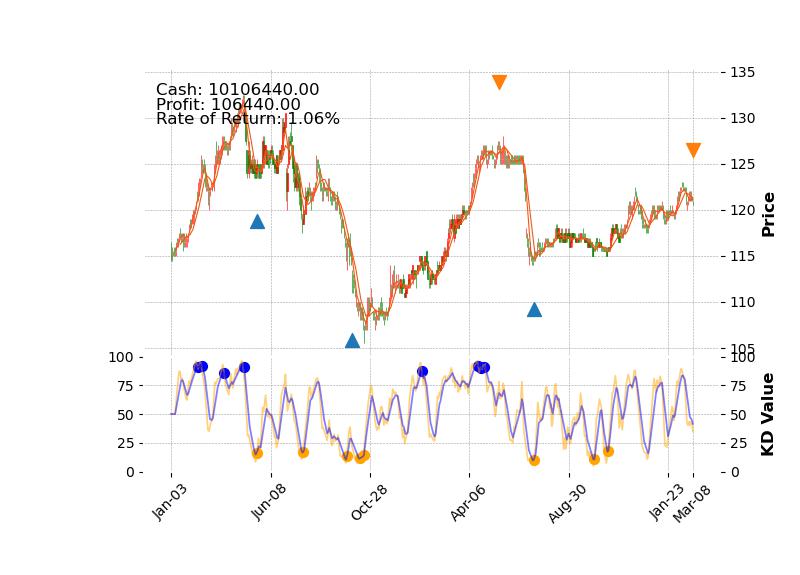 Cash: 10106440.00
Profit: 106440.00
Rate of Return: 1.06%
135
130
125
120
115
110
105
Price
100
75
50
25
0
100
75
50
25
0
KD Value
Jan-03
Jun-08
Oct-28
Apr-06
Aug-30
Jan-23
Mar-08